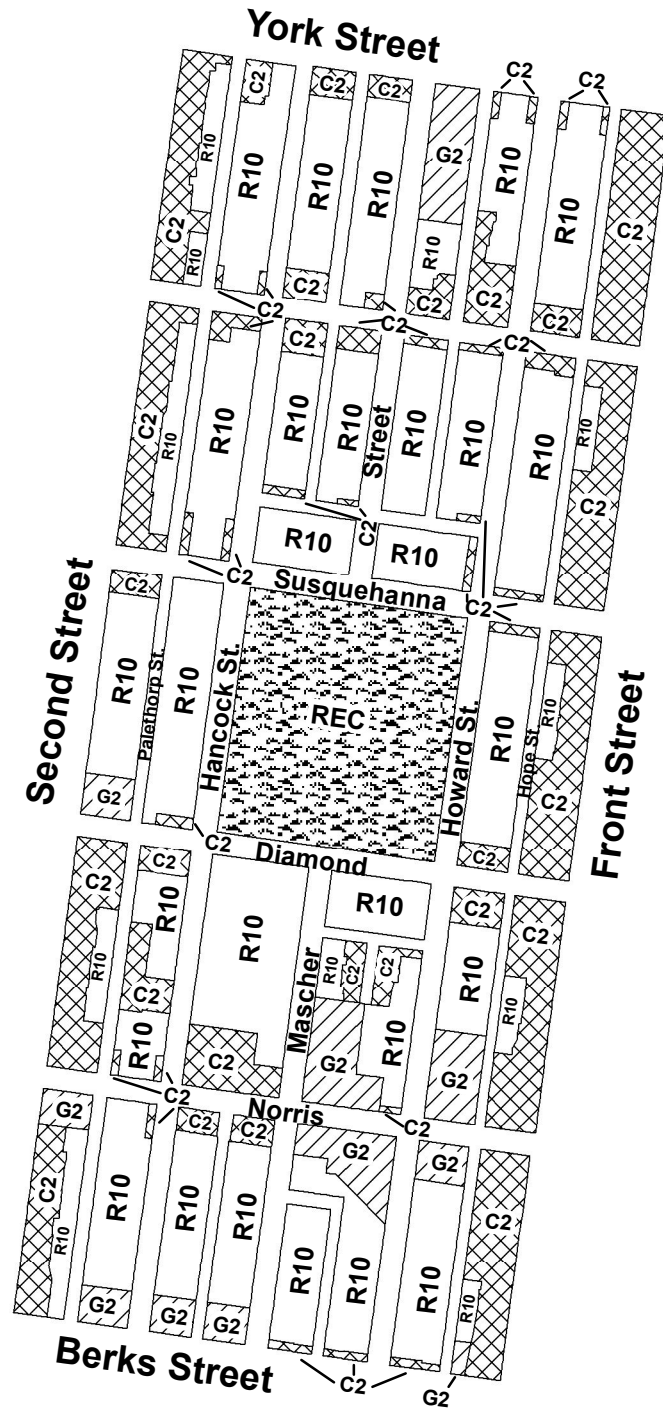 York Street
C2 C2
C2 C2 C2
R10 R10 R10 R10 G2 R10 R10
C2 R10 R10 C2
C2 C2 C2 C2
C2 C2 C2
C2 C2
C2 R10 R10 R10 R10 R10 R10 R10 R10
Street
C2
C2
R10 R10
C2 Susquehanna
C2
C2
Second Street
R10
Palethorp St.
R10
Hancock St.
REC
Howard St.
R10
Hope St.
R10
C2
Front Street
G2
C2
Diamond
C2
C2 C2
R10 R10 R10
C2 C2
R10
C2
R10
Mascher
R10 C2 C2
R10
R10
R10
C2
R10
C2
G2
G2
C2
Norris
C2
G2
C2 C2
G2
G2
C2
R10
R10 R10 R10
R10 R10 R10
C2
R10
G2 G2 G2
Berks Street
C2
G2